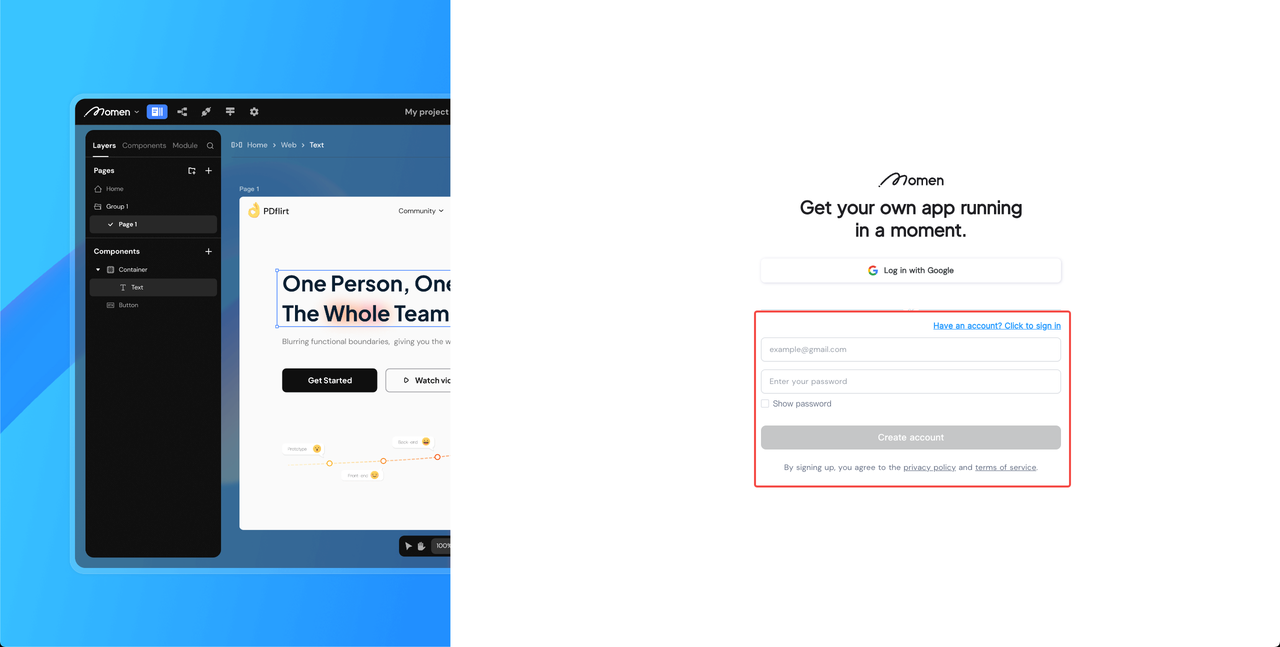 Momen
My project
Layers Components Module
Home > Web > Text
Pages
Page 1
Home
Group 1
PDflirt
Community
Page 1
Components
Container
One Person, One
Text
The Whole Team
Button
Blurring functional boundaries, giving you the w
Get Started
Watch vid
100%
Momen
Get your own app running
in a moment.
Log in with Google
Have an account? Click to sign in
example@gmail.com
Enter your password
Show password
Create account
By signing up, you agree to the privacy policy and terms of service.